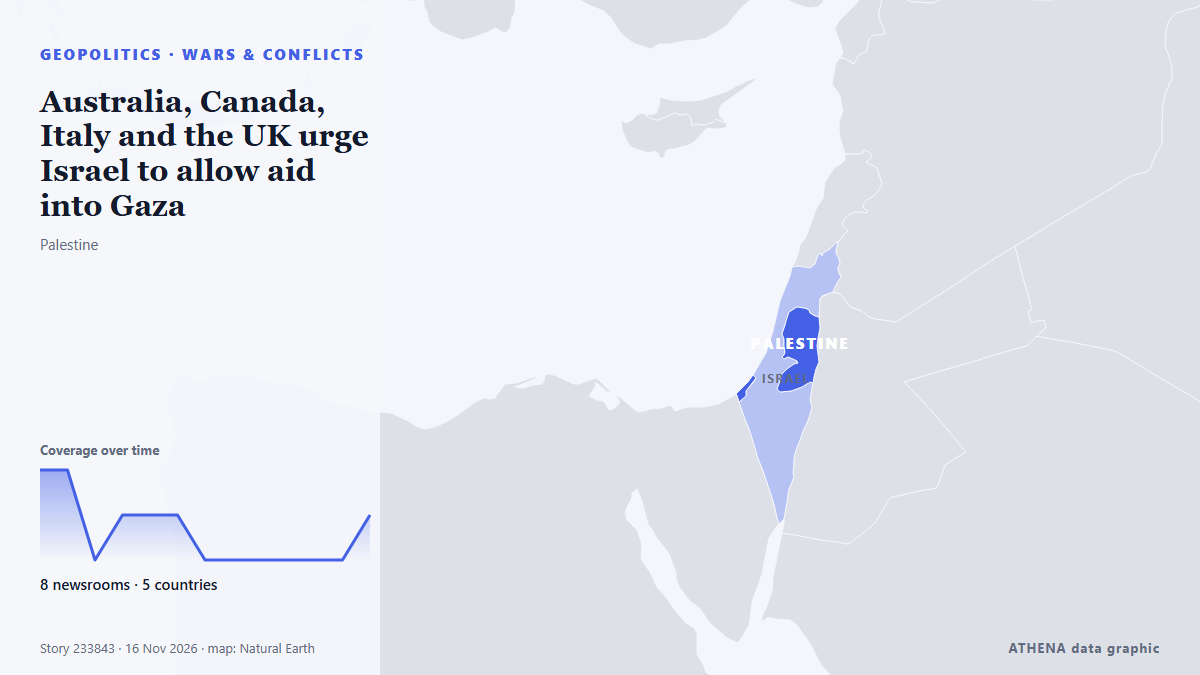 GEOPOLITICS · WARS & CONFLICTS
Australia, Canada,
Italy and the UK urge
Israel to allow aid
into Gaza
Palestine
PALESTINE
ISRAEL
Coverage over time
8 newsrooms · 5 countries
Story 233843 · 16 Nov 2026 · map: Natural Earth
ATHENA data graphic